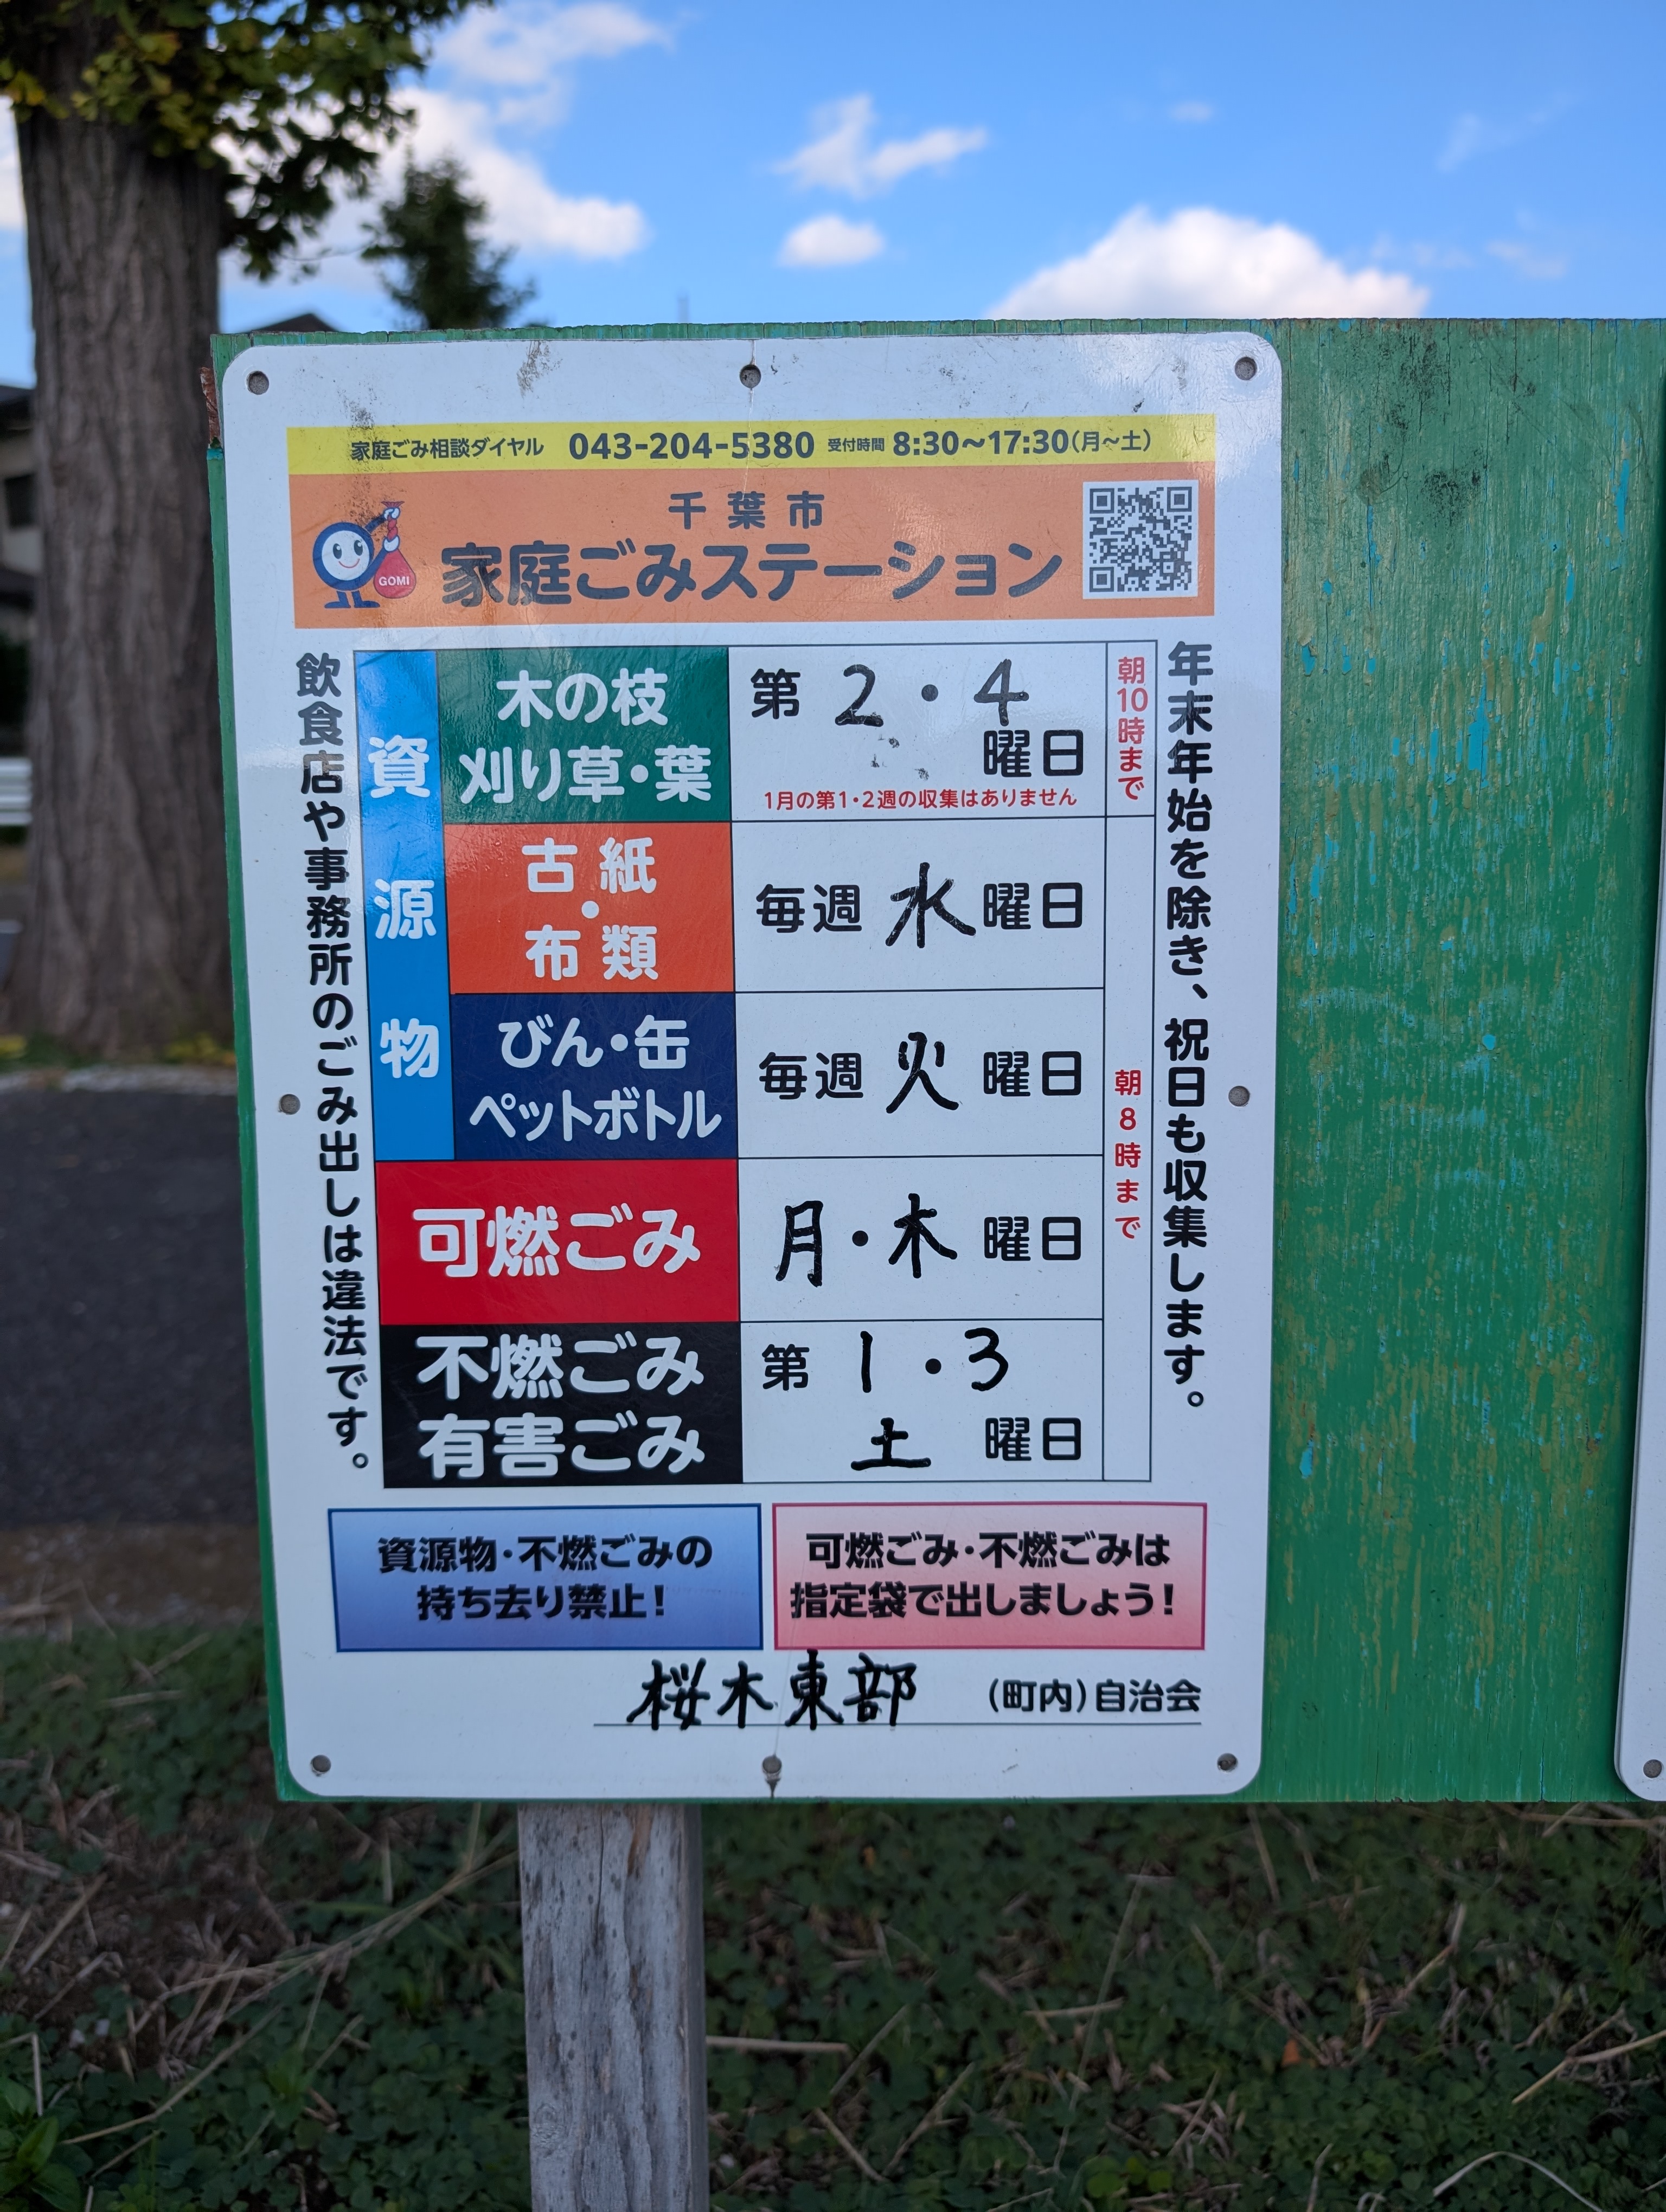 家庭ごみ相談ダイヤル 043-204-5380 受付時間 8:30～17:30(月～土)
千葉市
家庭ごみステーション
GOMI
飲食店や事務所のごみ出しは違法です。
資源物
木の枝
刈り草・葉
第 2・4
曜日
1月の第1・2週の収集はありません
朝10時まで
古紙
・
布類
毎週 水 曜日
びん・缶
ペットボトル
毎週 火 曜日
可燃ごみ
月・木 曜日
不燃ごみ
有害ごみ
第 1・3
土 曜日
朝8時まで
年末年始を除き、祝日も収集します。
資源物・不燃ごみの
持ち去り禁止!
可燃ごみ・不燃ごみは
指定袋で出しましょう!
桜木東部 (町内)自治会